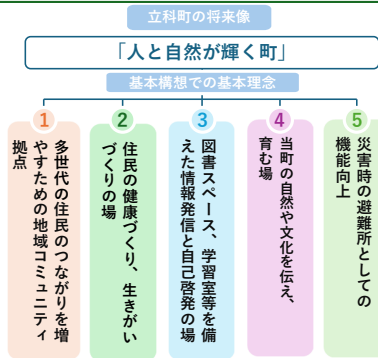 立科町の将来像
「人と自然が輝く町」
基本構想での基本理念
1
多世代の住民のつながりを増
やすための地域コミュニティ
拠点
2
住民の健康づくり、生きがい
づくりの場
3
図書スペース、学習室等を備
えた情報発信と自己啓発の場
4
当町の自然や文化を伝え、
育む場
5
災害時の避難所としての
機能向上